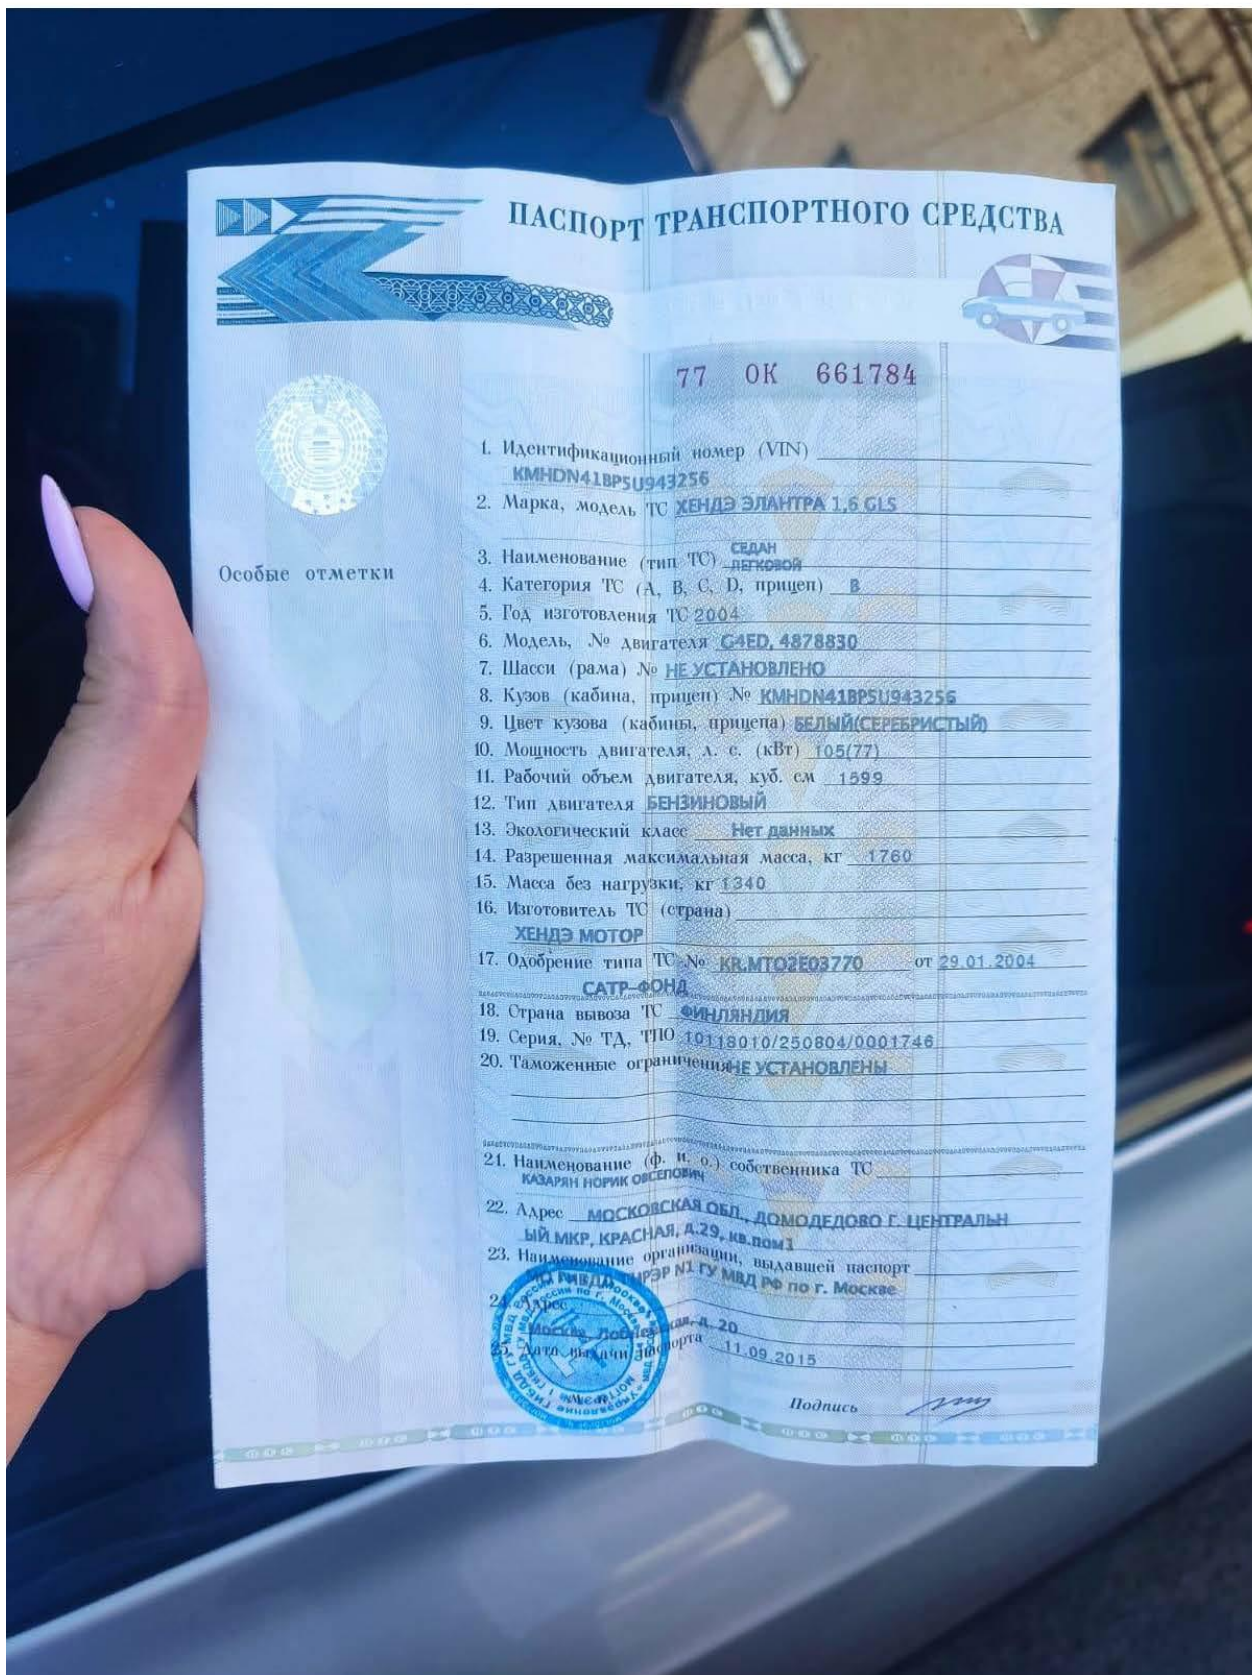 ПАСПОРТ ТРАНСПОРТНОГО СРЕДСТВА
77 ОК 661784
Особые отметки
1. Идентификационный номер (VIN)
KMHDN41BP5U943256
2. Марка, модель ТС ХЕНДЭ ЭЛАНТРА 1,6 GLS
3. Наименование (тип ТС) СЕДАН
ЛЕГКОВОЙ
4. Категория ТС (А, В, С, D, прицеп) В
5. Год изготовления ТС 2004
6. Модель, № двигателя G4ED, 4878830
7. Шасси (рама) № НЕ УСТАНОВЛЕНО
8. Кузов (кабина, прицеп) № KMHDN41BP5U943256
9. Цвет кузова (кабины, прицепа) БЕЛЫЙ(СЕРЕБРИСТЫЙ)
10. Мощность двигателя, л. с. (кВт) 105(77)
11. Рабочий объем двигателя, куб. см 1599
12. Тип двигателя БЕНЗИНОВЫЙ
13. Экологический класс Нет данных
14. Разрешенная максимальная масса, кг 1760
15. Масса без нагрузки, кг 1340
16. Изготовитель ТС (страна)
ХЕНДЭ МОТОР
17. Одобрение типа ТС № KR.MT02E03770 от 29.01.2004
САТР-ФОНД
18. Страна вывоза ТС ФИНЛЯНДИЯ
19. Серия, № ТД, ТПО 10118010/250804/0001746
20. Таможенные ограничения НЕ УСТАНОВЛЕНЫ
21. Наименование (ф. и. о.) собственника ТС
КАЗАРЯН НОРИК ОВСЕПОВИЧ
22. Адрес МОСКОВСКАЯ ОБЛ., ДОМОДЕДОВО Г. ЦЕНТРАЛЬН
ЫЙ МКР, КРАСНАЯ, д.29, кв.пом1
23. Наименование организации, выдавшей паспорт
ТНРЭР N1 ГУ МВД РФ по г. Москве
24. Адрес
Москва, д. 20
25. Дата выдачи паспорта 11.09.2015
Подпись